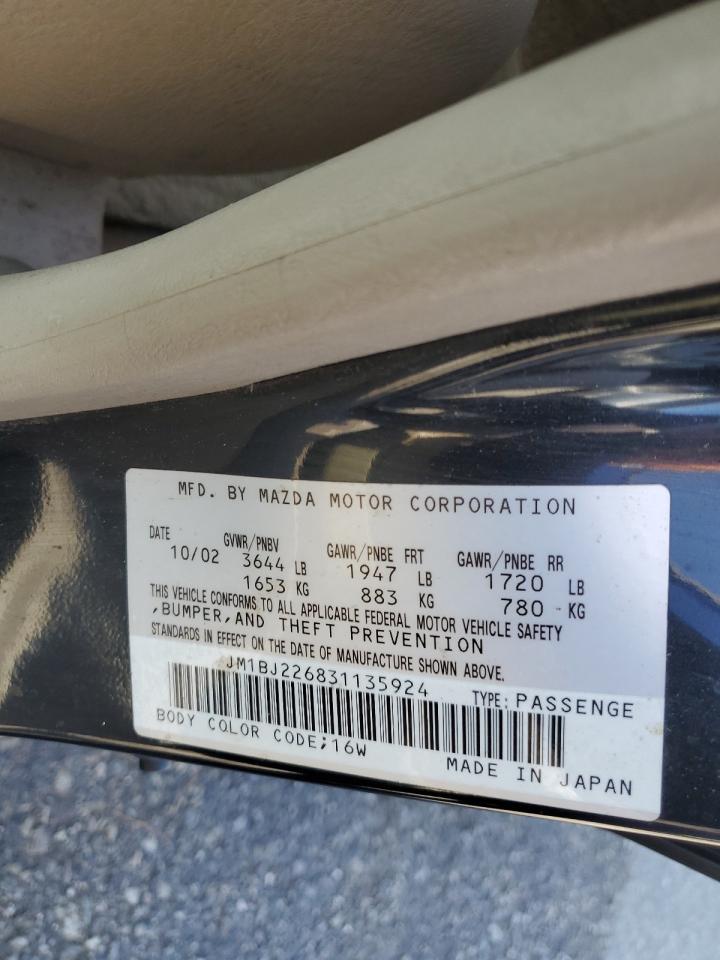 MFD. BY MAZDA MOTOR CORPORATION
DATE GVWR/PNBV GAWR/PNBE FRT GAWR/PNBE RR
10/02 3644 LB 1947 LB 1720 LB
1653 KG 883 KG 780 KG
THIS VEHICLE CONFORMS TO ALL APPLICABLE FEDERAL MOTOR VEHICLE SAFETY
,BUMPER,AND THEFT PREVENTION
STANDARDS IN EFFECT ON THE DATE OF MANUFACTURE SHOWN ABOVE.
JM1BJ226831135924 TYPE: PASSENGE
BODY COLOR CODE;16W
MADE IN JAPAN